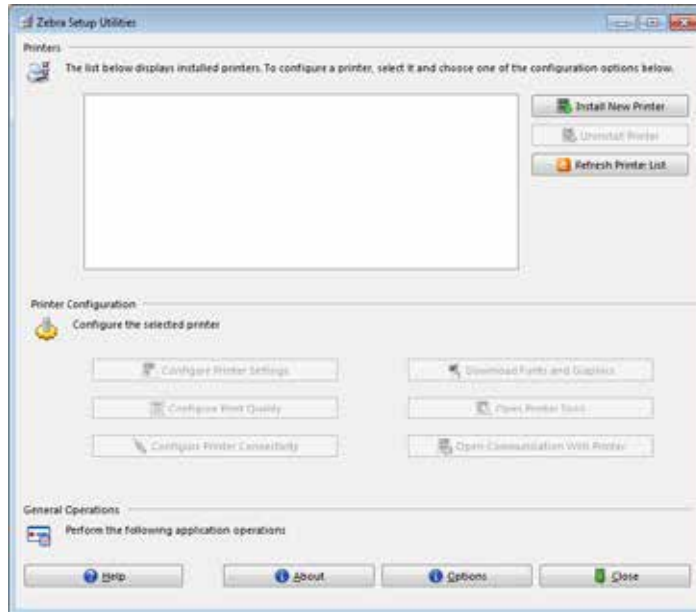 Zebra Setup Utilities
Printers
The list below displays installed printers. To configure a printer, select it and choose one of the configuration options below.
Install New Printer
Uninstall Printer
Refresh Printer List
Printer Configuration
Configure the selected printer
Configure Printer Settings
Download Fonts and Graphics
Configure Print Quality
Open Printer Tools
Configure Printer Connectivity
Open Communication With Printer
General Operations
Perform the following application operations
Help
About
Options
Close